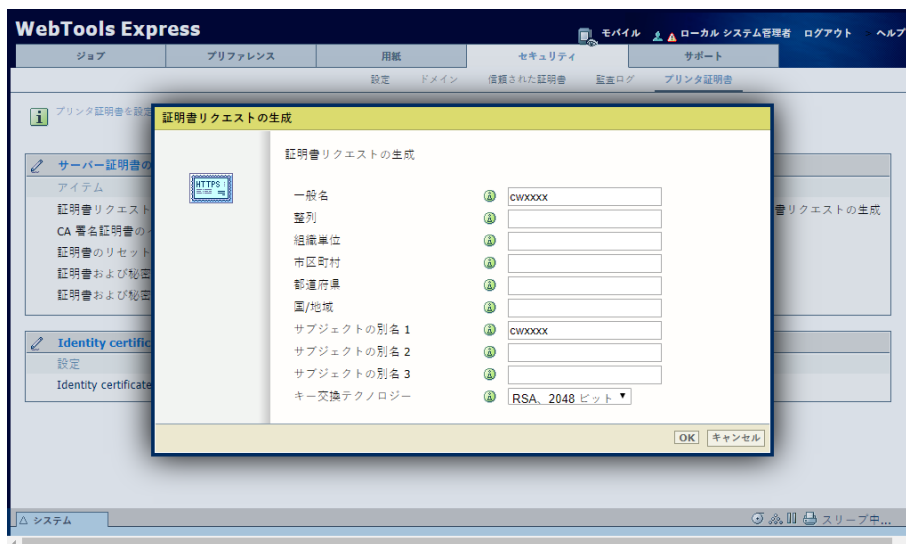 WebTools Express
モバイル ローカル システム管理者 ログアウト ヘルプ
ジョブ プリファレンス 用紙 セキュリティ サポート
設定 ドメイン 信頼された証明書 監査ログ プリンタ証明書
プリンタ証明書を設定
証明書リクエストの生成
証明書リクエストの生成
サーバー証明書の
アイテム
証明書リクエスト
書リクエストの生成
CA 署名証明書の
証明書のリセット
証明書および秘密
証明書および秘密
Identity certific
設定
Identity certificate
HTTPS:
一般名 cwxxxx
整列
組織単位
市区町村
都道府県
国/地域
サブジェクトの別名 1 cwxxxx
サブジェクトの別名 2
サブジェクトの別名 3
キー交換テクノロジー RSA、2048 ビット
OK キャンセル
システム スリープ中...